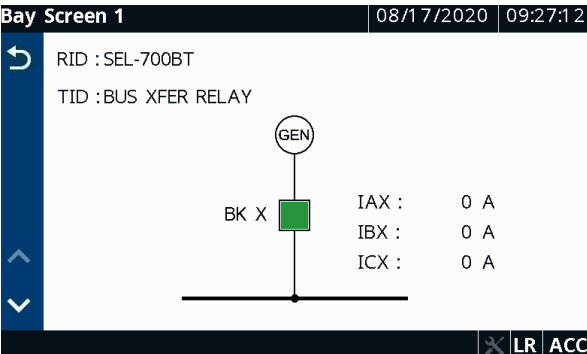 Bay Screen 1 08/17/2020 09:27:12
RID :SEL-700BT
TID :BUS XFER RELAY
GEN
BK X
IAX : 0 A
IBX : 0 A
ICX : 0 A
LR ACC